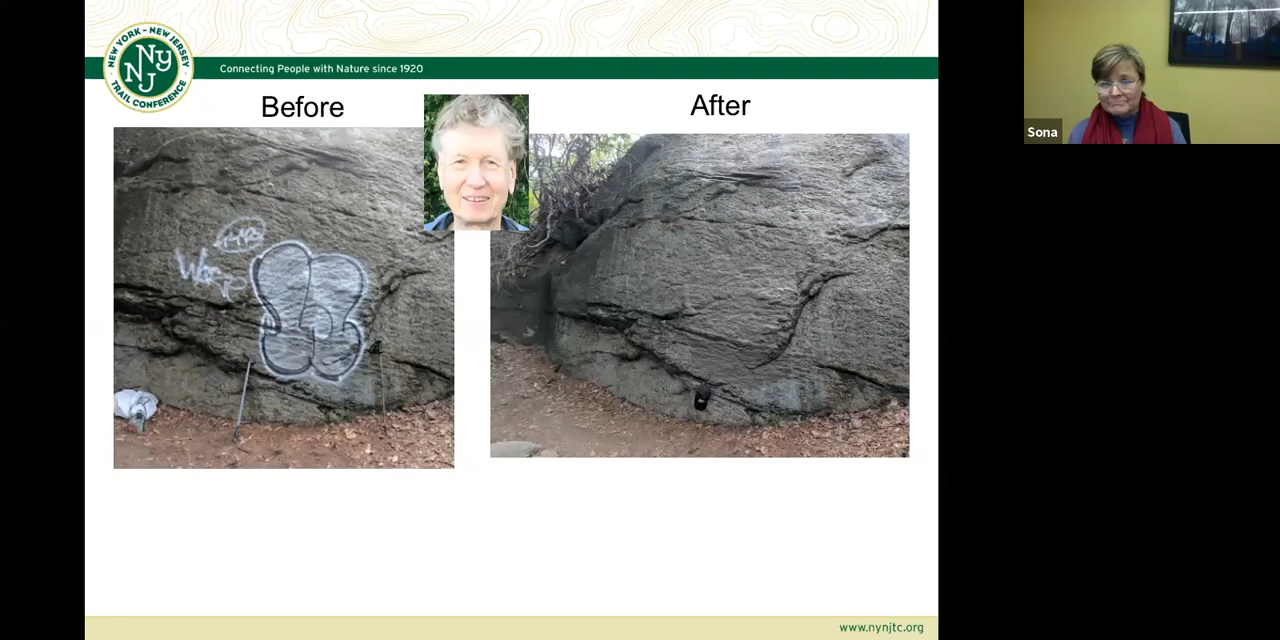 NEW YORK - NEW JERSEY
NY
NJ
TRAIL CONFERENCE
Connecting People with Nature since 1920
Before
After
Sona
www.nynjtc.org